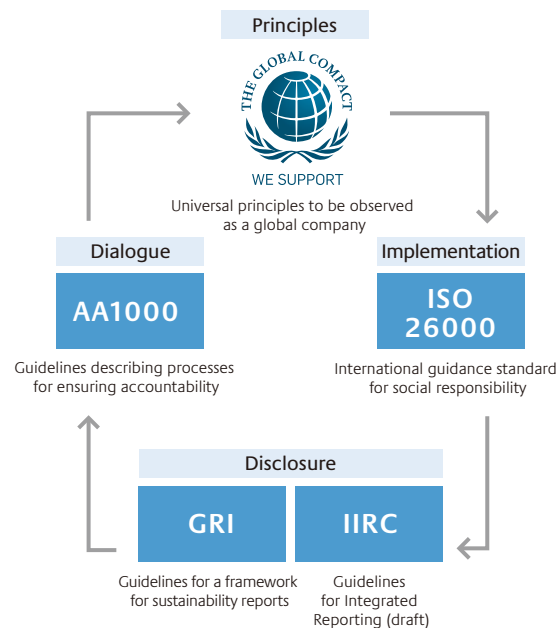 Principles
THE GLOBAL COMPACT
WE SUPPORT
Universal principles to be observed
as a global company
Dialogue
AA1000
Guidelines describing processes
for ensuring accountability
Implementation
ISO
26000
International guidance standard
for social responsibility
Disclosure
GRI
Guidelines for a framework
for sustainability reports
IIRC
Guidelines
for Integrated
Reporting (draft)